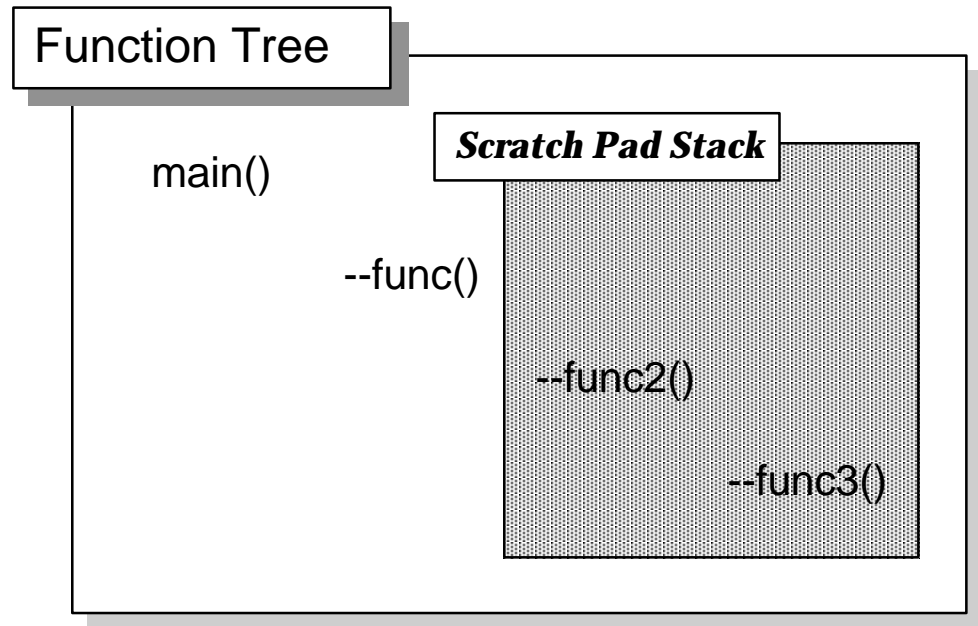 Function Tree
Scratch Pad Stack
main()
--func()
--func2()
--func3()